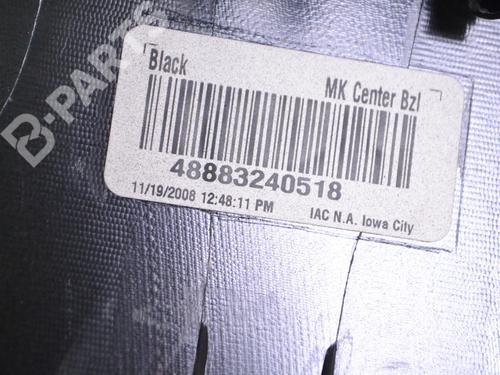 Black
MK Center Bzl
48883240518
11/19/2008 12:48:11 PM
IAC N.A. Iowa City
B-PARTS